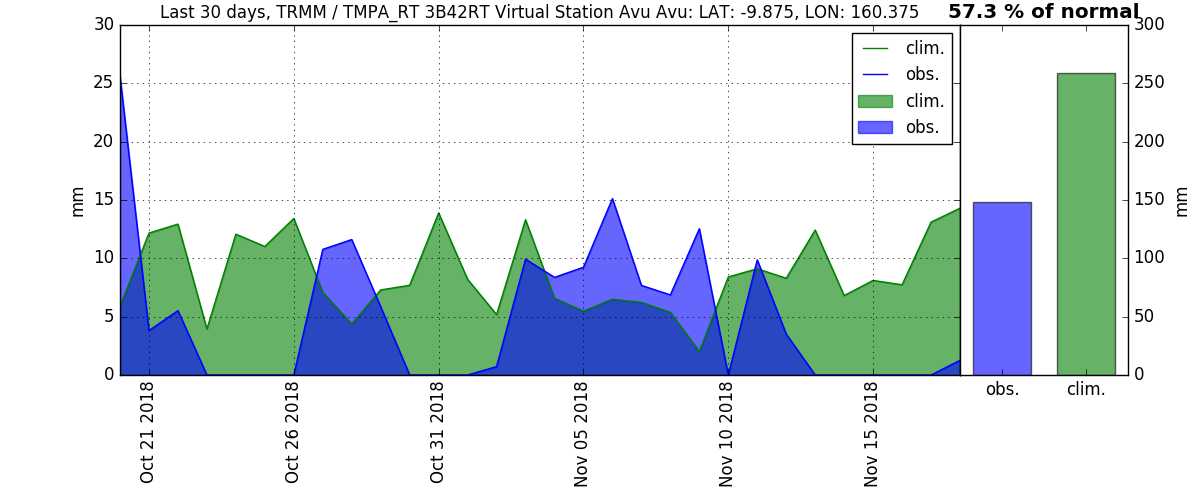 Last 30 days, TRMM / TMPA_RT 3B42RT Virtual Station Avu Avu: LAT: -9.875, LON: 160.375
57.3 % of normal
30
25
20
15
10
5
0
mm
clim.
obs.
clim.
obs.
Oct 21 2018
Oct 26 2018
Oct 31 2018
Nov 05 2018
Nov 10 2018
Nov 15 2018
300
250
200
150
100
50
0
mm
obs.
clim.